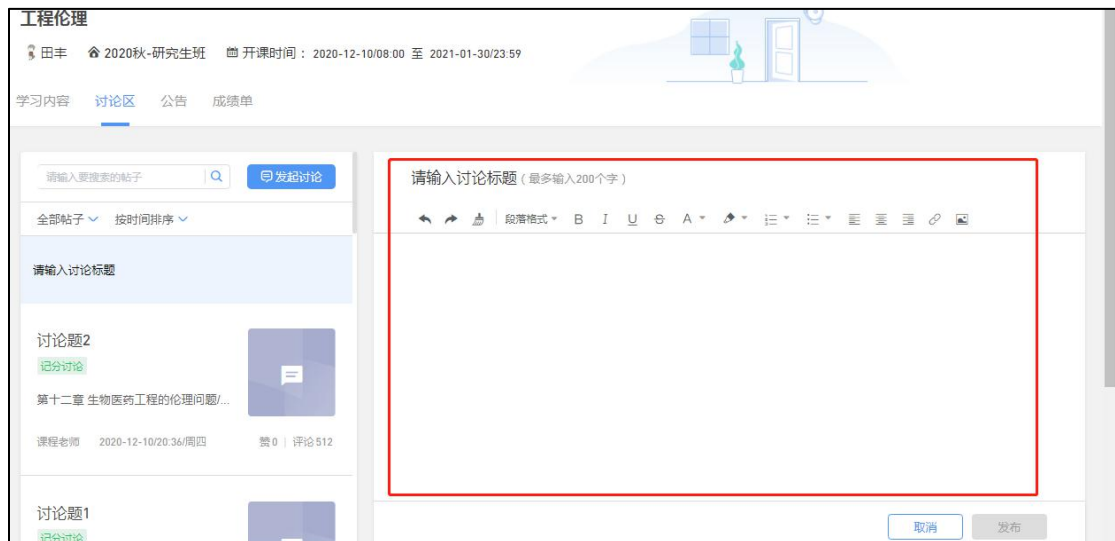 工程伦理
田丰 2020秋-研究生班 开课时间： 2020-12-10/08:00 至 2021-01-30/23:59
学习内容 讨论区 公告 成绩单
请输入要搜索的帖子 发起讨论
全部帖子 按时间排序
请输入讨论标题
讨论题2
记分讨论
第十二章 生物医药工程的伦理问题/...
课程老师 2020-12-10/20:36/周四 赞0 | 评论512
讨论题1
记分讨论
请输入讨论标题（最多输入200个字）
段落格式 B I U S A
取消 发布